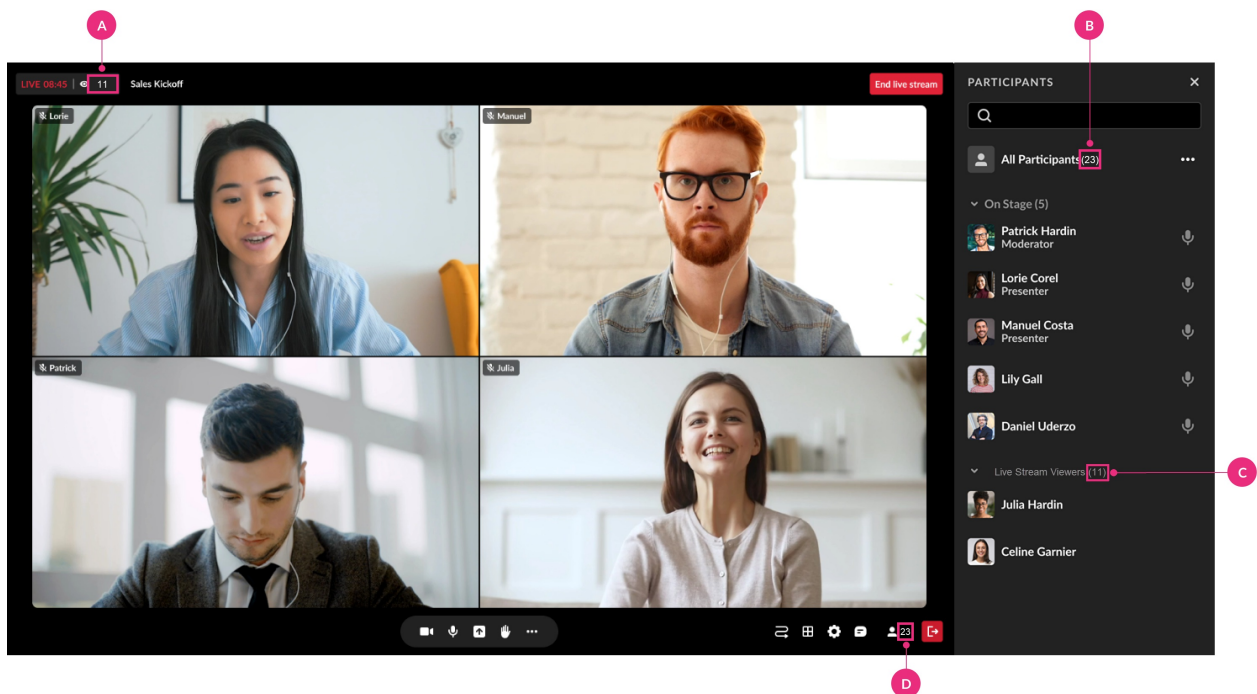 A
B
LIVE 08:45 | 11 Sales Kickoff
End live stream
Lorie
Manuel
Patrick
Julia
23
D
PARTICIPANTS
All Participants (23)
On Stage (5)
Patrick Hardin
Moderator
Lorie Corel
Presenter
Manuel Costa
Presenter
Lily Gall
Daniel Uderzo
Live Stream Viewers (11)
C
Julia Hardin
Celine Garnier